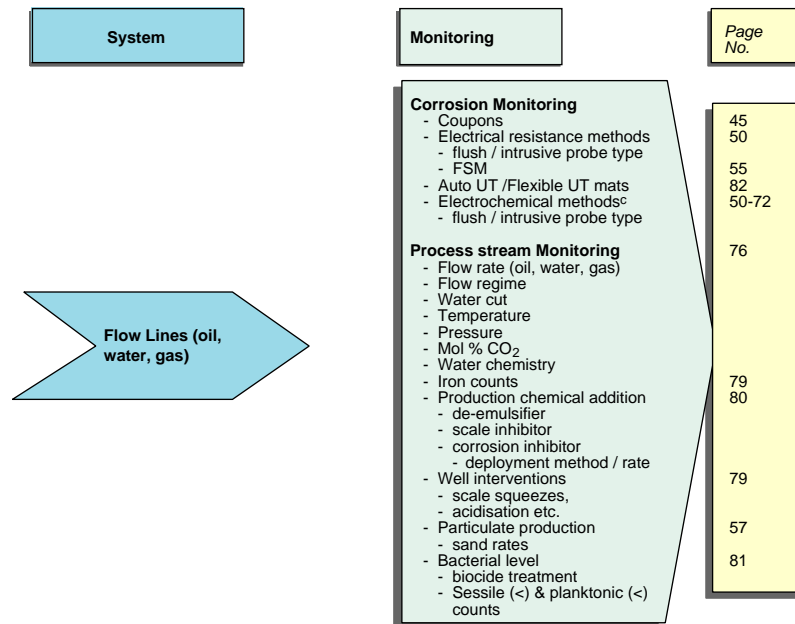 System
Monitoring
Page
No.
Corrosion Monitoring
- Coupons 45
- Electrical resistance methods 50
- flush / intrusive probe type
- FSM 55
- Auto UT /Flexible UT mats 82
- Electrochemical methodsᶜ 50-72
- flush / intrusive probe type
Process stream Monitoring 76
- Flow rate (oil, water, gas)
- Flow regime
- Water cut
- Temperature
- Pressure
- Mol % CO₂
- Water chemistry
- Iron counts 79
- Production chemical addition 80
- de-emulsifier
- scale inhibitor
- corrosion inhibitor
- deployment method / rate
- Well interventions 79
- scale squeezes,
- acidisation etc.
- Particulate production 57
- sand rates
- Bacterial level 81
- biocide treatment
- Sessile (<) & planktonic (<)
counts
Flow Lines (oil,
water, gas)